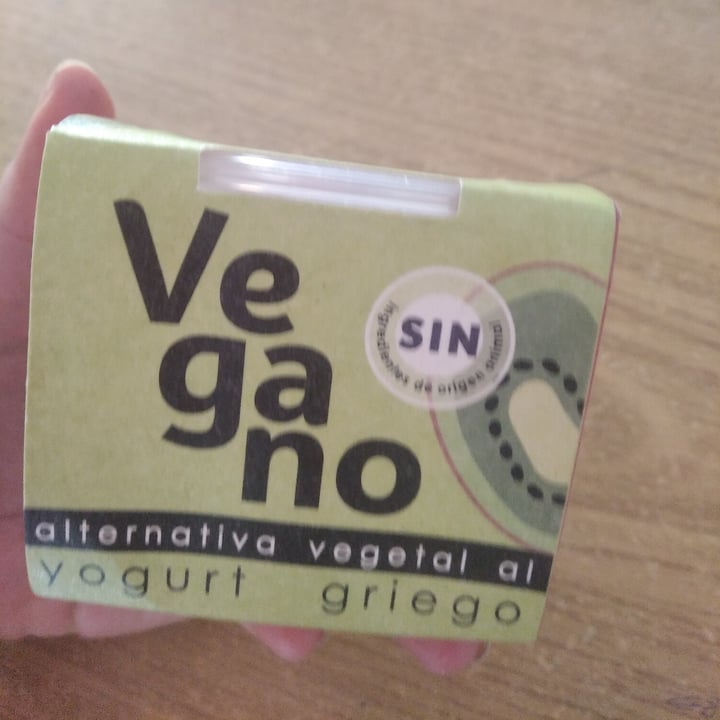 Ve
ga
no
SIN
ingredientes de origen animal
alternativa vegetal al
yogurt griego